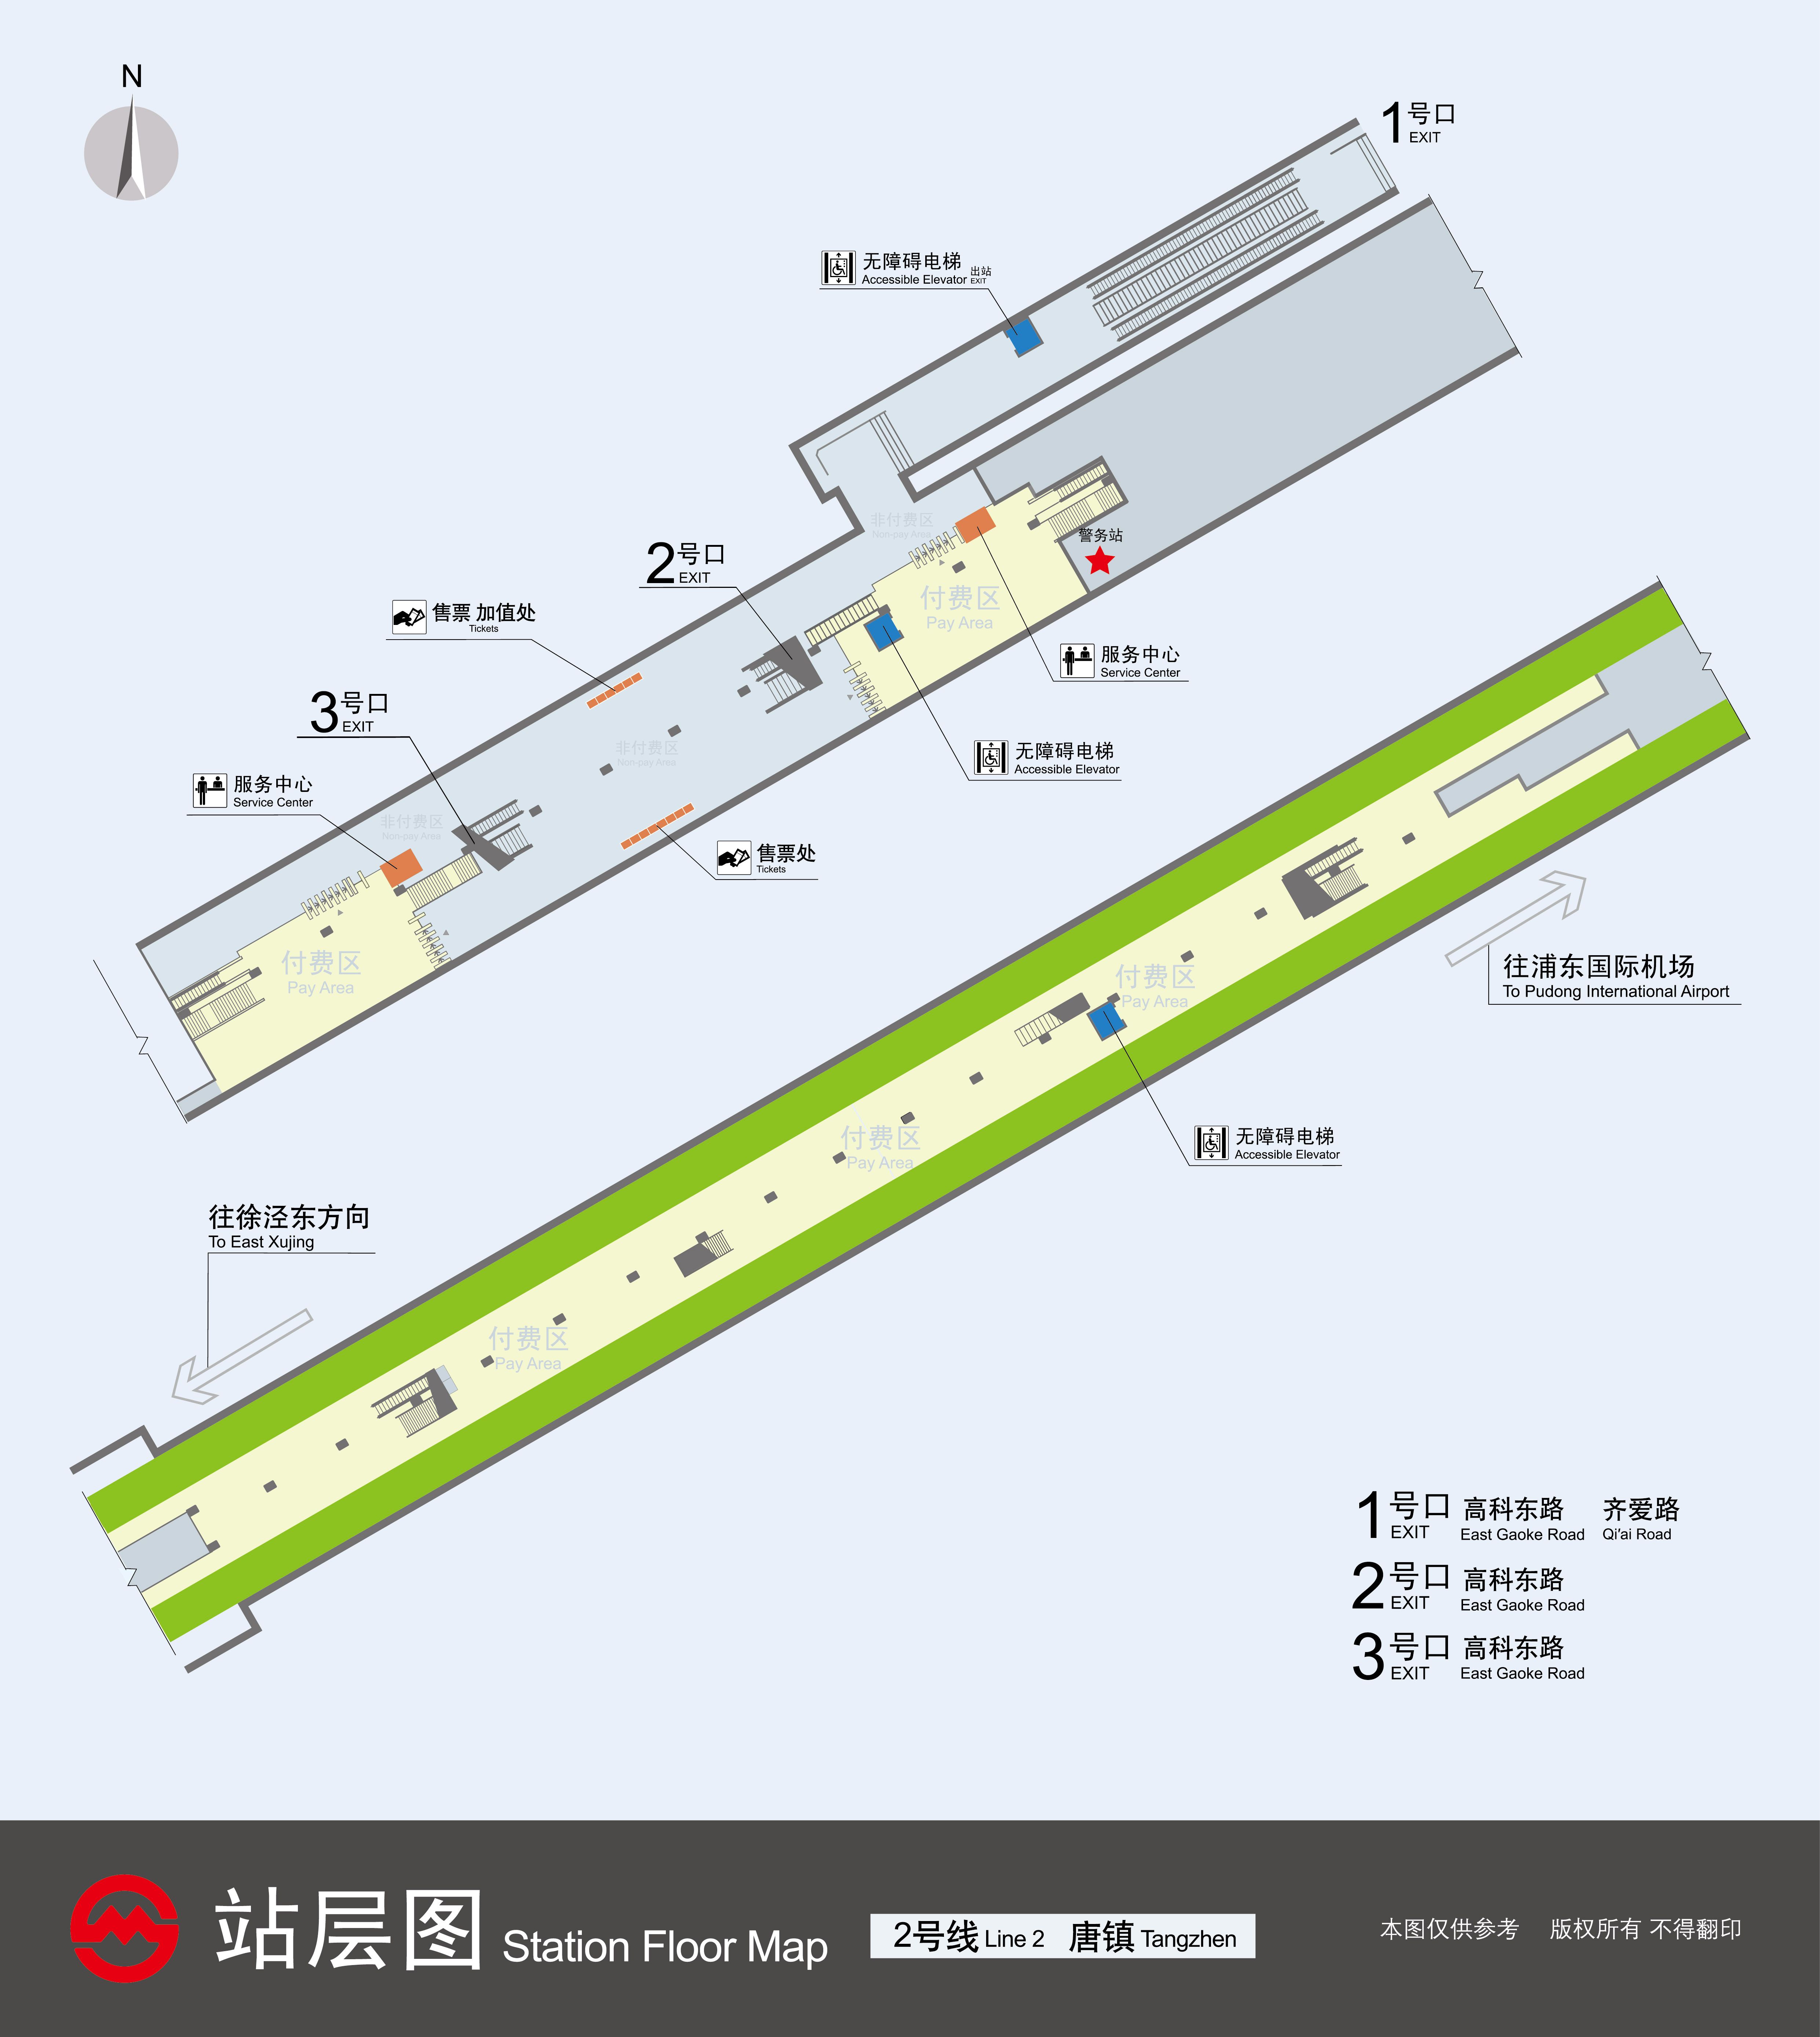 N
1号口
EXIT
无障碍电梯 出站
Accessible Elevator EXIT
非付费区
Non-pay Area
警务站
2号口
EXIT
付费区
Pay Area
售票 加值处
Tickets
服务中心
Service Center
3号口
EXIT
非付费区
Non-pay Area
无障碍电梯
Accessible Elevator
服务中心
Service Center
非付费区
Non-pay Area
售票处
Tickets
付费区
Pay Area
往浦东国际机场
To Pudong International Airport
付费区
Pay Area
付费区
Pay Area
无障碍电梯
Accessible Elevator
往徐泾东方向
To East Xujing
付费区
Pay Area
1号口 高科东路 齐爱路
EXIT East Gaoke Road Qi'ai Road
2号口 高科东路
EXIT East Gaoke Road
3号口 高科东路
EXIT East Gaoke Road
站层图 Station Floor Map
2号线 Line 2 唐镇 Tangzhen
本图仅供参考 版权所有 不得翻印